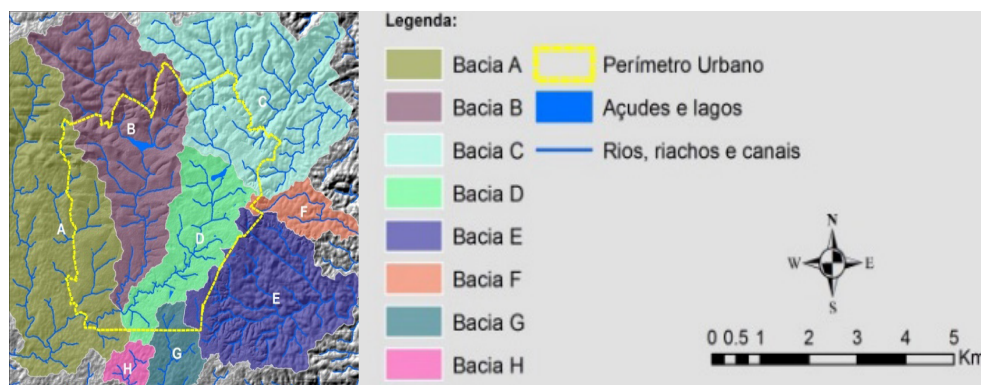 B
C
A
D
F
E
G
H
Legenda:
Bacia A
Bacia B
Bacia C
Bacia D
Bacia E
Bacia F
Bacia G
Bacia H
Perímetro Urbano
Açudes e lagos
Rios, riachos e canais
N
W E
S
0 0.5 1 2 3 4 5
Km